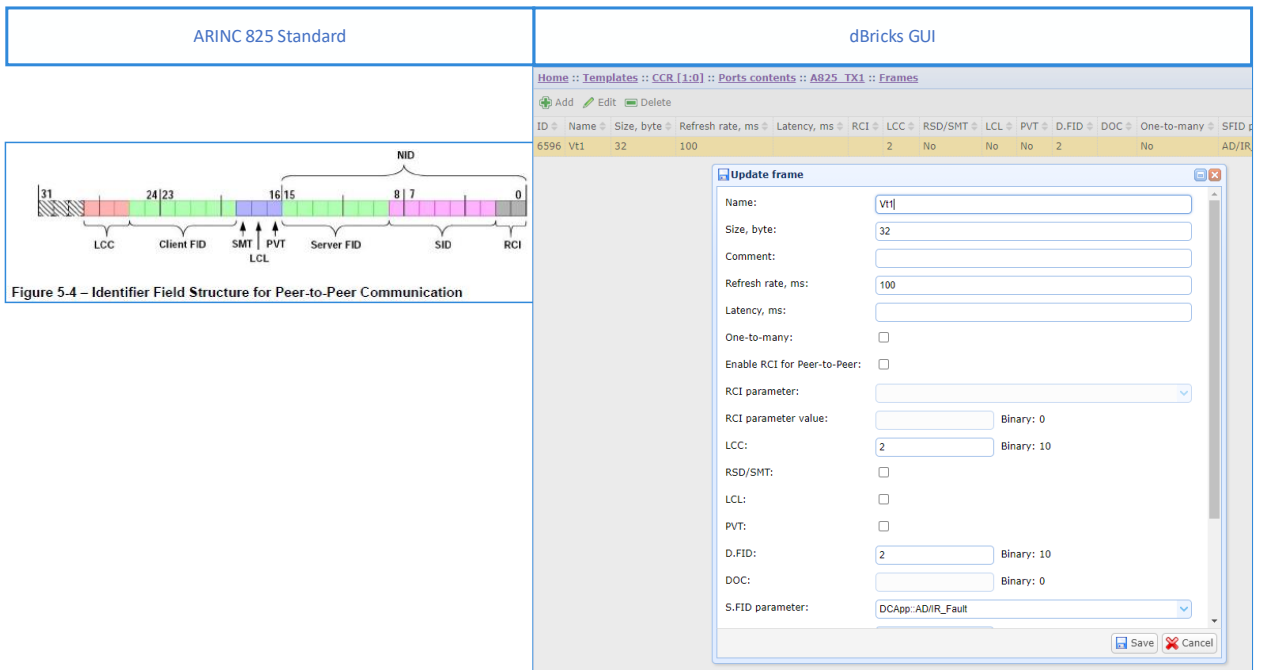 ARINC 825 Standard
dBricks GUI
NID
31
24 23
16 15
8 7
0
LCC
Client FID
SMT
LCL
PVT
Server FID
SID
RCI
Figure 5-4 – Identifier Field Structure for Peer-to-Peer Communication
Home :: Templates :: CCR [1:0] :: Ports contents :: A825_TX1 :: Frames
Add Edit Delete
ID Name Size, byte Refresh rate, ms Latency, ms RCI LCC RSD/SMT LCL PVT D.FID DOC One-to-many SFID p
6596 Vt1 32 100 2 No No No 2 No AD/IR_
Update frame
Name: Vt1
Size, byte: 32
Comment:
Refresh rate, ms: 100
Latency, ms:
One-to-many:
Enable RCI for Peer-to-Peer:
RCI parameter:
RCI parameter value: Binary: 0
LCC: 2 Binary: 10
RSD/SMT:
LCL:
PVT:
D.FID: 2 Binary: 10
DOC: Binary: 0
S.FID parameter: DCApp::AD/IR_Fault
Save Cancel